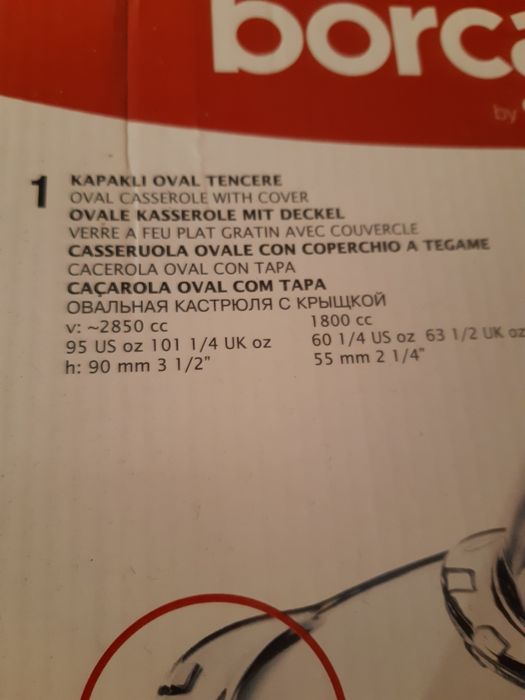 borca
by
1
KAPAKLI OVAL TENCERE
OVAL CASSEROLE WITH COVER
OVALE KASSEROLE MIT DECKEL
VERRE A FEU PLAT GRATIN AVEC COUVERCLE
CASSERUOLA OVALE CON COPERCHIO A TEGAME
CACEROLA OVAL CON TAPA
CAÇAROLA OVAL COM TAPA
ОВАЛЬНАЯ КАСТРЮЛЯ С КРЫЩКОЙ
v: ~2850 cc 1800 cc
95 US oz 101 1/4 UK oz 60 1/4 US oz 63 1/2 UK oz
h: 90 mm 3 1/2" 55 mm 2 1/4"